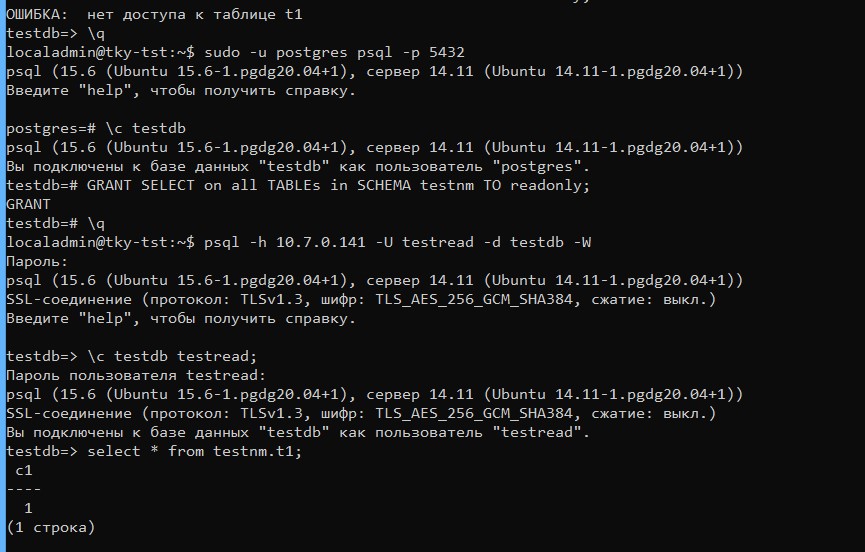 ОШИБКА:  нет доступа к таблице t1
testdb=> \q
localadmin@tky-tst:~$ sudo -u postgres psql -p 5432
psql (15.6 (Ubuntu 15.6-1.pgdg20.04+1), сервер 14.11 (Ubuntu 14.11-1.pgdg20.04+1))
Введите "help", чтобы получить справку.
postgres=# \c testdb
psql (15.6 (Ubuntu 15.6-1.pgdg20.04+1), сервер 14.11 (Ubuntu 14.11-1.pgdg20.04+1))
Вы подключены к базе данных "testdb" как пользователь "postgres".
testdb=# GRANT SELECT on all TABLEs in SCHEMA testnm TO readonly;
GRANT
testdb=# \q
localadmin@tky-tst:~$ psql -h 10.7.0.141 -U testread -d testdb -W
Пароль:
psql (15.6 (Ubuntu 15.6-1.pgdg20.04+1), сервер 14.11 (Ubuntu 14.11-1.pgdg20.04+1))
SSL-соединение (протокол: TLSv1.3, шифр: TLS_AES_256_GCM_SHA384, сжатие: выкл.)
Введите "help", чтобы получить справку.
testdb=> \c testdb testread;
Пароль пользователя testread:
psql (15.6 (Ubuntu 15.6-1.pgdg20.04+1), сервер 14.11 (Ubuntu 14.11-1.pgdg20.04+1))
SSL-соединение (протокол: TLSv1.3, шифр: TLS_AES_256_GCM_SHA384, сжатие: выкл.)
Вы подключены к базе данных "testdb" как пользователь "testread".
testdb=> select * from testnm.t1;
 c1
----
  1
(1 строка)